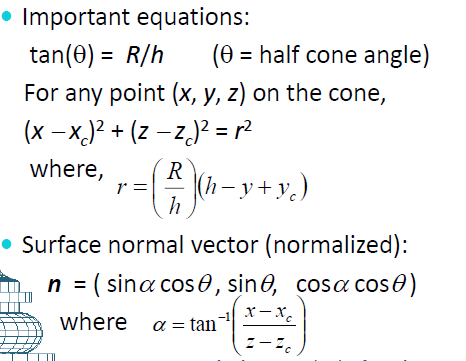 • Important equations:
tan(θ) = R/h (θ = half cone angle)
For any point (x, y, z) on the cone,
(x – x_c)² + (z – z_c)² = r²
where, r = (R/h)(h – y + y_c)
• Surface normal vector (normalized):
n = ( sinα cosθ, sinθ, cosα cosθ)
where α = tan⁻¹((x – x_c)/(z – z_c))